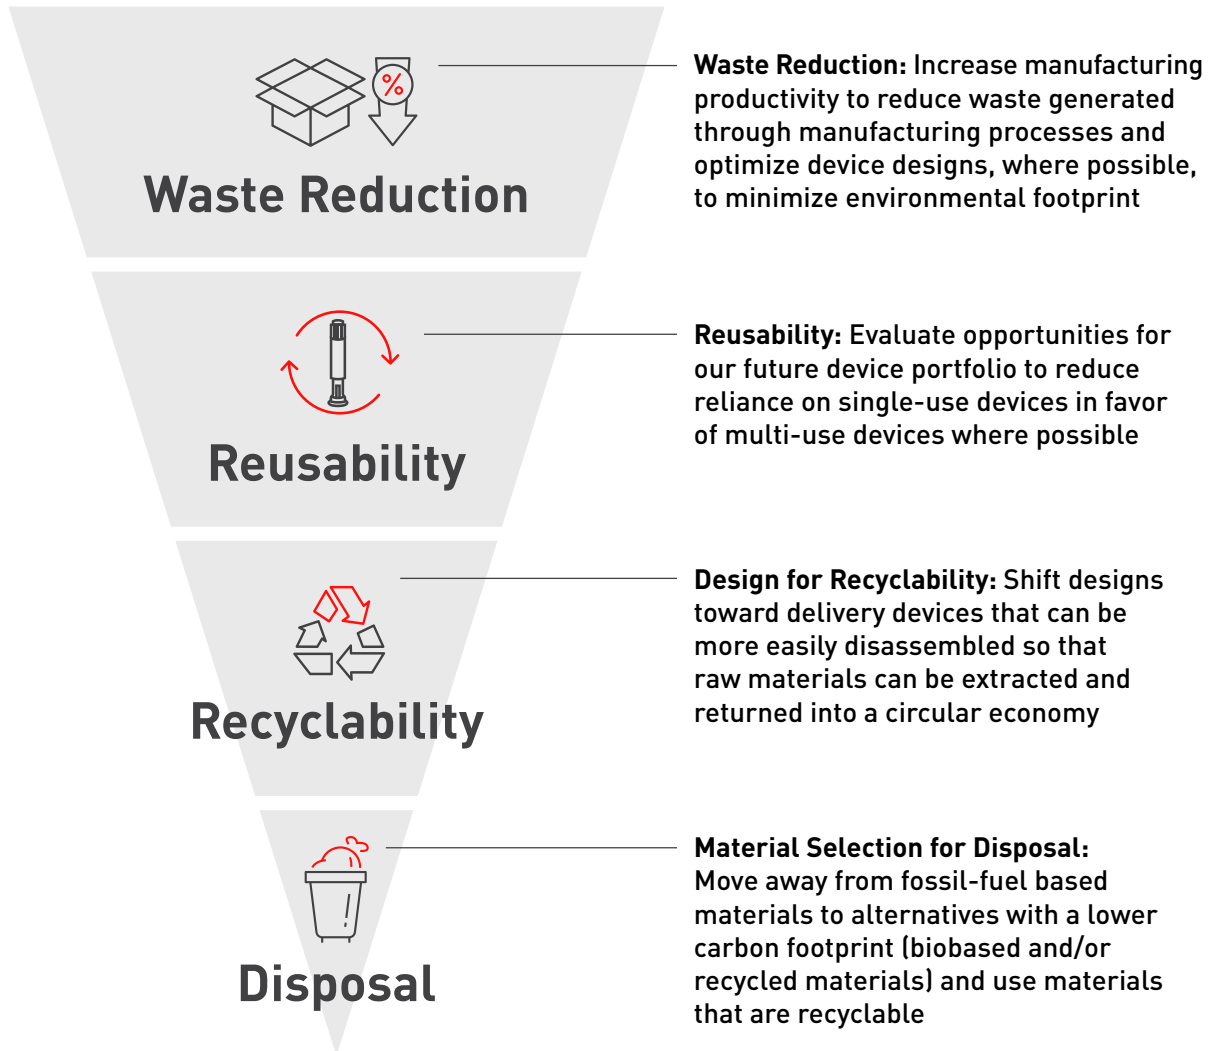 %
Waste Reduction
Waste Reduction: Increase manufacturing
productivity to reduce waste generated
through manufacturing processes and
optimize device designs, where possible,
to minimize environmental footprint
Reusability
Reusability: Evaluate opportunities for
our future device portfolio to reduce
reliance on single-use devices in favor
of multi-use devices where possible
Recyclability
Design for Recyclability: Shift designs
toward delivery devices that can be
more easily disassembled so that
raw materials can be extracted and
returned into a circular economy
Disposal
Material Selection for Disposal:
Move away from fossil-fuel based
materials to alternatives with a lower
carbon footprint (biobased and/or
recycled materials) and use materials
that are recyclable